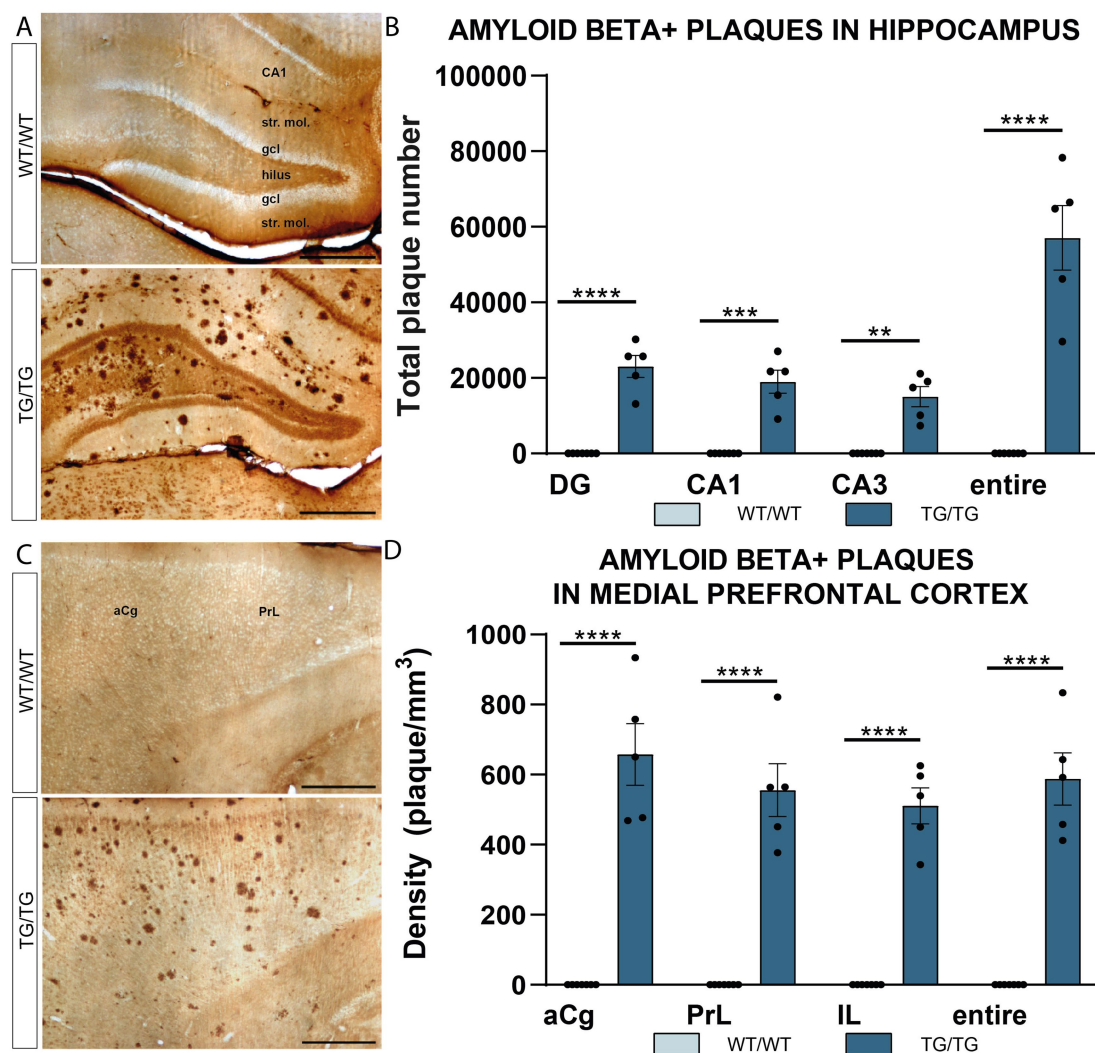 A
WT/WT
CA1
str. mol.
gcl
hilus
gcl
str. mol.
TG/TG
B
AMYLOID BETA+ PLAQUES IN HIPPOCAMPUS
Total plaque number
100000
80000
60000
40000
20000
0
****
***
**
****
DG CA1 CA3 entire
WT/WT TG/TG
C
WT/WT
aCg PrL
TG/TG
D
AMYLOID BETA+ PLAQUES
IN MEDIAL PREFRONTAL CORTEX
Density (plaque/mm³)
1000
800
600
400
200
0
****
****
****
****
aCg PrL IL entire
WT/WT TG/TG